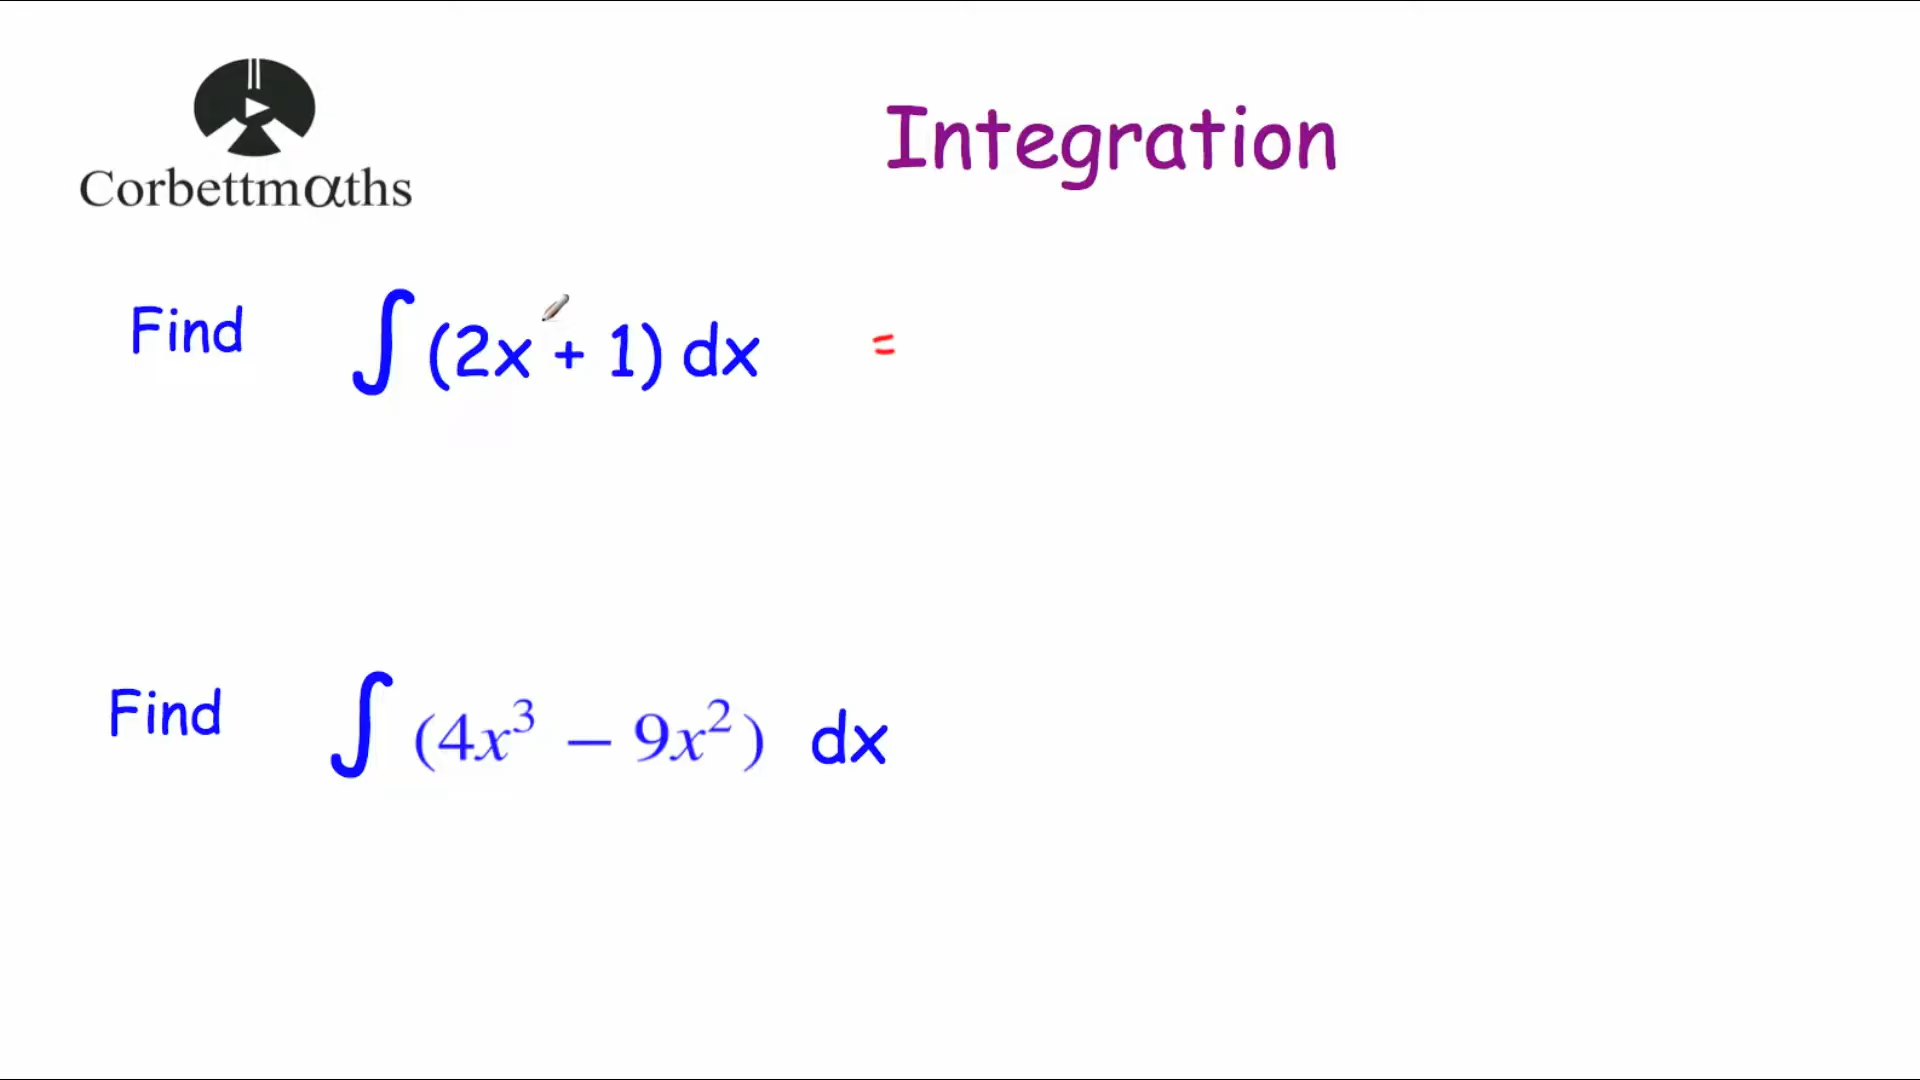 Corbettmαths
Integration
Find ∫ (2x + 1) dx =
Find ∫ (4x³ − 9x²) dx